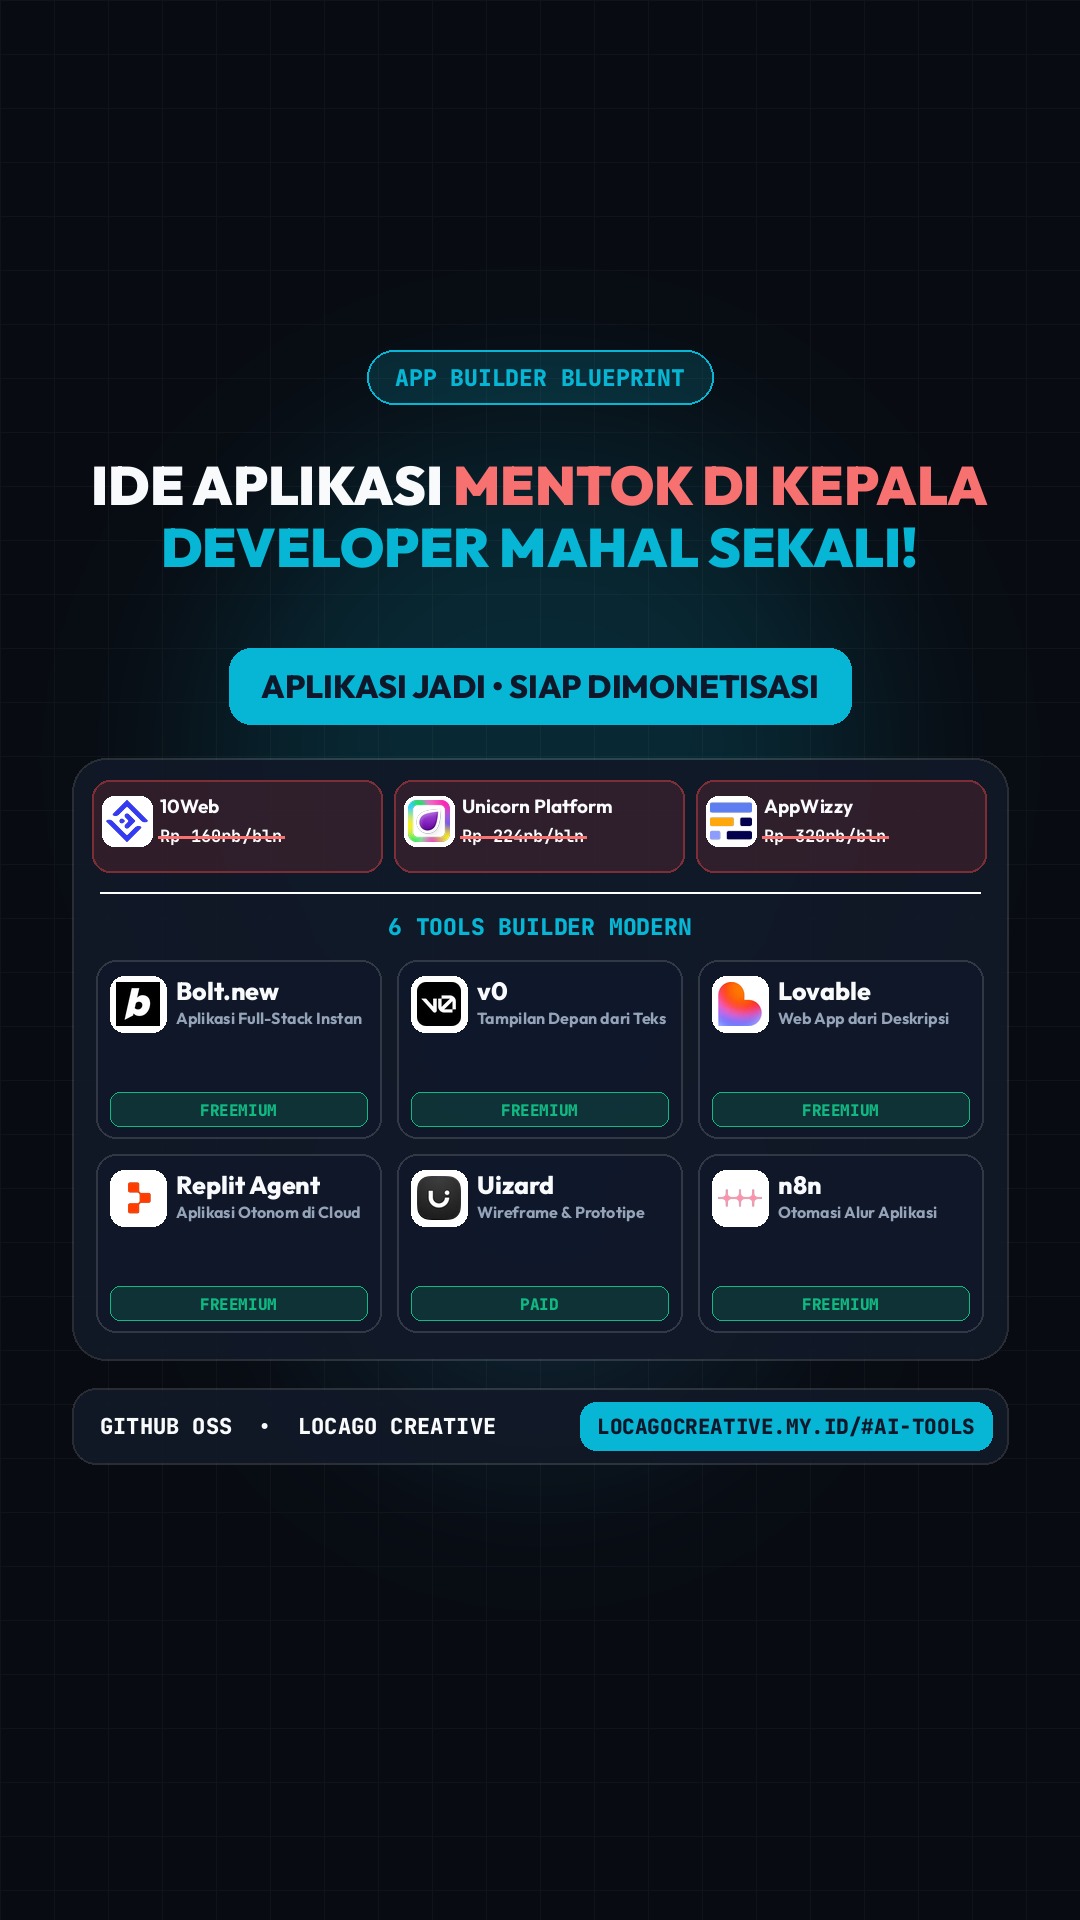 APP BUILDER BLUEPRINT
IDE APLIKASI MENTOK DI KEPALA
DEVELOPER MAHAL SEKALI!
APLIKASI JADI • SIAP DIMONETISASI
10Web
Rp 160rb/bln
Unicorn Platform
Rp 224rb/bln
AppWizzy
Rp 320rb/bln
6 TOOLS BUILDER MODERN
b
Bolt.new
Aplikasi Full-Stack Instan
FREEMIUM
v0
v0
Tampilan Depan dari Teks
FREEMIUM
Lovable
Web App dari Deskripsi
FREEMIUM
Replit Agent
Aplikasi Otonom di Cloud
FREEMIUM
Uizard
Wireframe & Prototipe
PAID
n8n
Otomasi Alur Aplikasi
FREEMIUM
GITHUB OSS • LOCAGO CREATIVE
LOCAGOCREATIVE.MY.ID/#AI-TOOLS